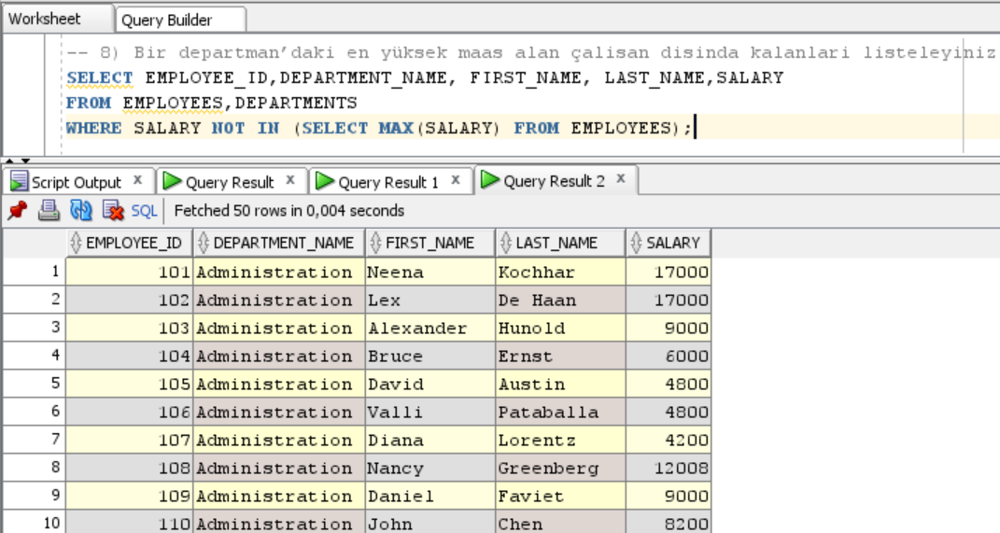 Worksheet Query Builder
-- 8) Bir departman’daki en yüksek maas alan çalisan disinda kalanlari listeleyiniz
SELECT EMPLOYEE_ID,DEPARTMENT_NAME, FIRST_NAME, LAST_NAME,SALARY
FROM EMPLOYEES,DEPARTMENTS
WHERE SALARY NOT IN (SELECT MAX(SALARY) FROM EMPLOYEES);
Script Output x Query Result x Query Result 1 x Query Result 2 x
SQL Fetched 50 rows in 0,004 seconds
EMPLOYEE_ID DEPARTMENT_NAME FIRST_NAME LAST_NAME SALARY
1 101 Administration Neena Kochhar 17000
2 102 Administration Lex De Haan 17000
3 103 Administration Alexander Hunold 9000
4 104 Administration Bruce Ernst 6000
5 105 Administration David Austin 4800
6 106 Administration Valli Pataballa 4800
7 107 Administration Diana Lorentz 4200
8 108 Administration Nancy Greenberg 12008
9 109 Administration Daniel Faviet 9000
10 110 Administration John Chen 8200